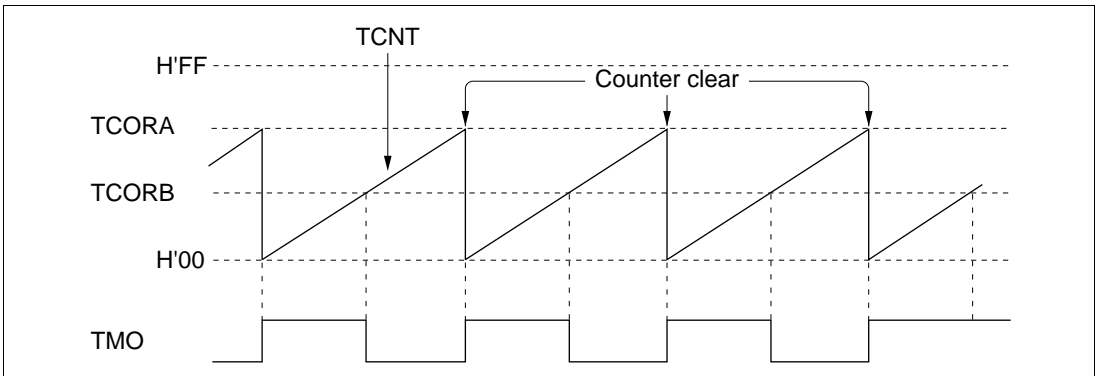 TCNT
H'FF
Counter clear
TCORA
TCORB
H'00
TMO